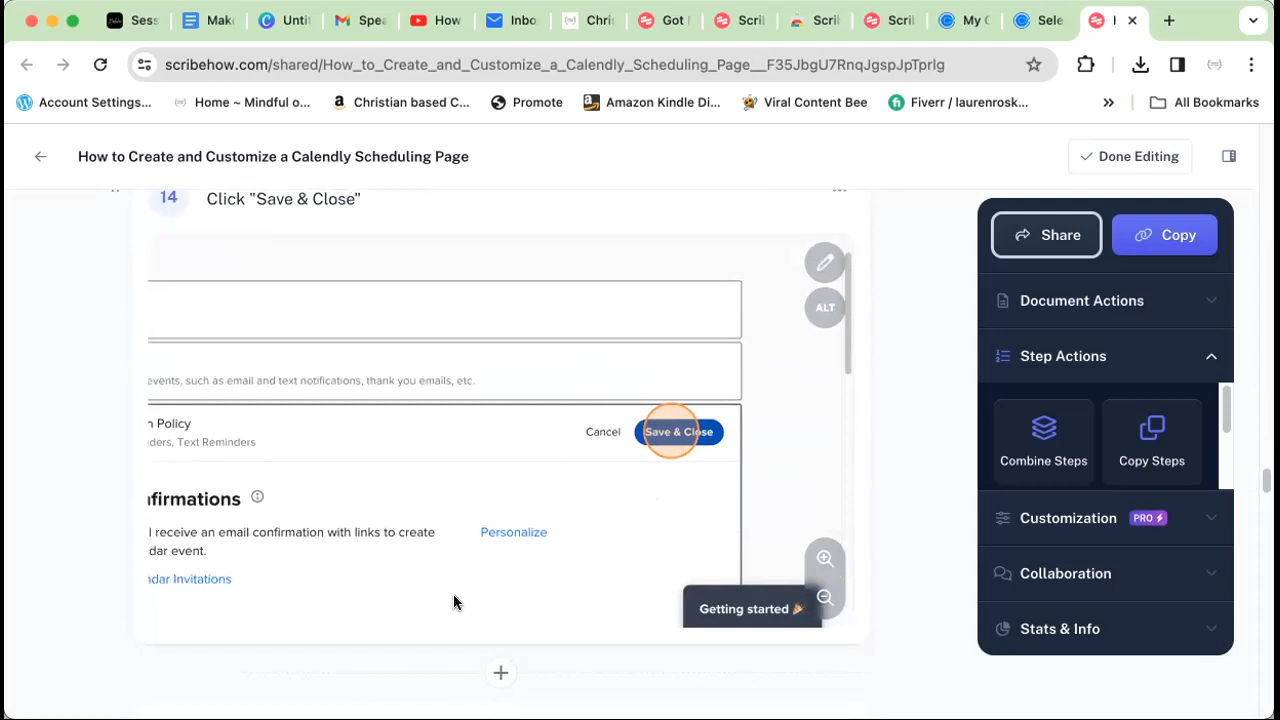 Sess
Make
Unti
Spea
How
Inbo
Chris
Got I
Scri
Scri
Scri
My C
Sele
scribehow.com/shared/How_to_Create_and_Customize_a_Calendly_Scheduling_Page__F35JbgU7RnqJgspJpTprlg
Account Settings...
Home ~ Mindful o...
Christian based C...
Promote
Amazon Kindle Di...
Viral Content Bee
Fiverr / laurenrosk...
All Bookmarks
How to Create and Customize a Calendly Scheduling Page
Done Editing
14
Click "Save & Close"
ALT
events, such as email and text notifications, thank you emails, etc.
n Policy
ders, Text Reminders
Cancel
Save & Close
nfirmations
l receive an email confirmation with links to create
dar event.
Personalize
ndar Invitations
Getting started
Share
Copy
Document Actions
Step Actions
Combine Steps
Copy Steps
Customization PRO
Collaboration
Stats & Info